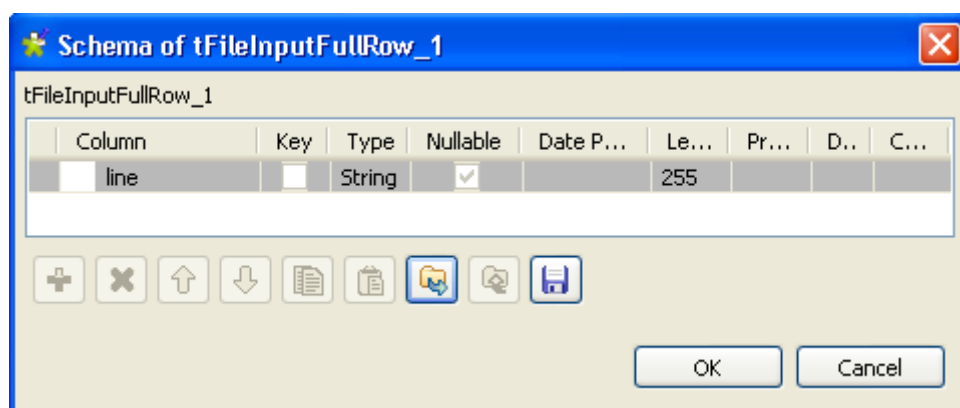 Schema of tFileInputFullRow_1
tFileInputFullRow_1
Column Key Type Nullable Date P... Le... Pr... D.. C...
line String 255
OK Cancel